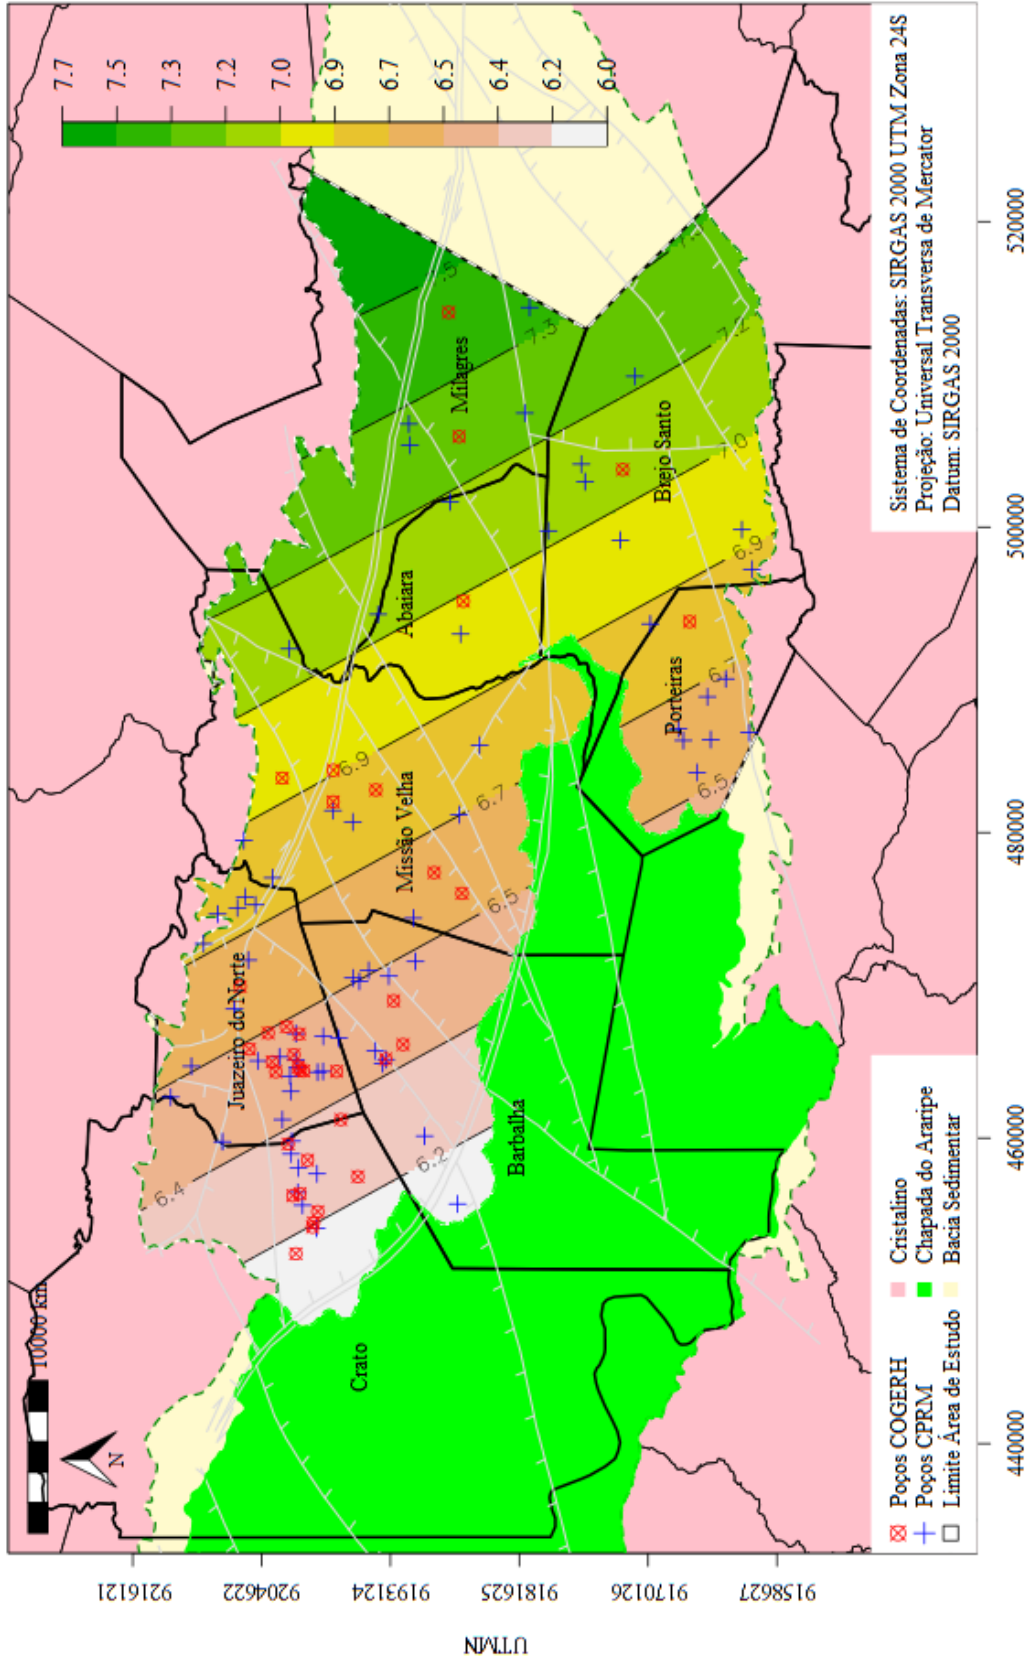 10000 km
N
7.7
7.5
7.3
7.2
7.0
6.9
6.7
6.5
6.4
6.2
6.0
Crato
Barbalha
Juazeiro do Norte
Missão Velha
Abaiara
Milagres
Brejo Santo
Porteiras
6.4
6.2
6.5
6.7
6.9
7.3
7.2
6.9
6.7
6.5
UTMN
9216121
9204622
9193124
9181625
9170126
9158627
440000
460000
480000
500000
520000
Poços COGERH
Poços CPRM
Limite Área de Estudo
Cristalino
Chapada do Araripe
Bacia Sedimentar
Sistema de Coordenadas: SIRGAS 2000 UTM Zona 24S
Projeção: Universal Transversa de Mercator
Datum: SIRGAS 2000